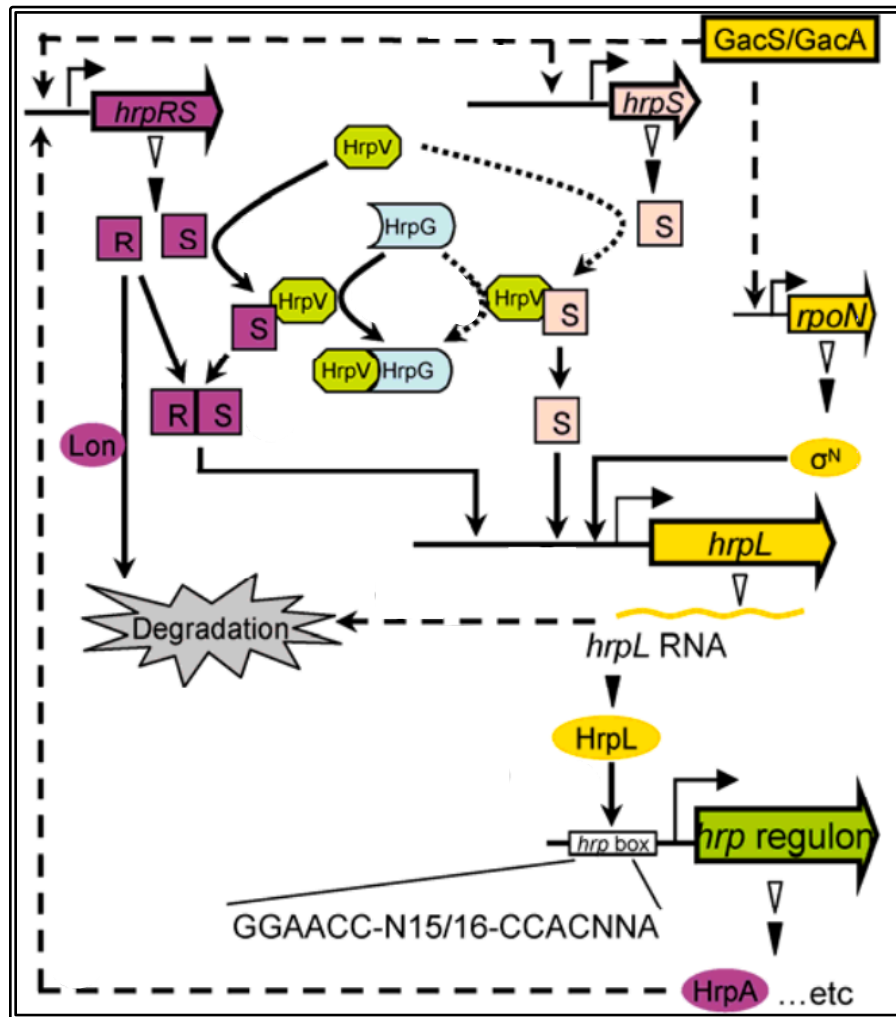 GacS/GacA
hrpRS
hrpS
HrpV
R
S
S
HrpG
HrpV
S
HrpV
S
rpoN
HrpV
HrpG
R
S
S
Lon
σᴺ
hrpL
Degradation
hrpL RNA
HrpL
hrp box
hrp regulon
GGAACC-N15/16-CCACNNA
HrpA ...etc